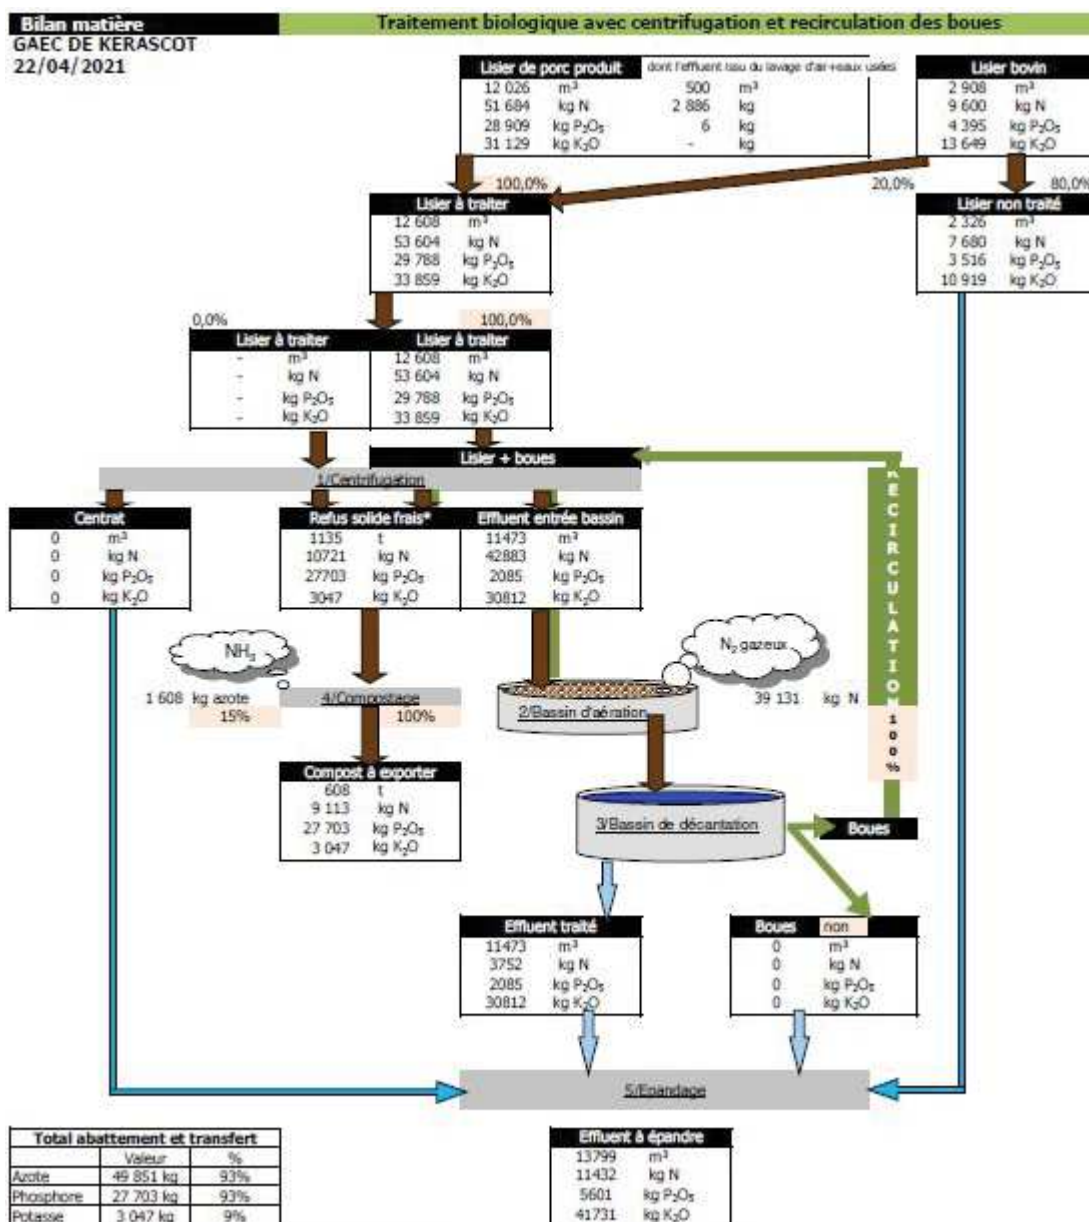 Bilan matière
Traitement biologique avec centrifugation et recirculation des boues
GAEC DE KERASCOT
22/04/2021
Lisier de porc produit dont l'effluent issu du lavage d'air+eaux usées
12 026 m³ 500 m³
51 684 kg N 2 886 kg
28 909 kg P₂O₅ 6 kg
31 129 kg K₂O - kg
Lisier bovin
2 908 m³
9 600 kg N
4 395 kg P₂O₅
13 649 kg K₂O
100,0%
20,0%
80,0%
Lisier à traiter
12 608 m³
53 604 kg N
29 788 kg P₂O₅
33 859 kg K₂O
Lisier non traité
2 326 m³
7 680 kg N
3 516 kg P₂O₅
10 919 kg K₂O
0,0%
100,0%
Lisier à traiter
- m³
- kg N
- kg P₂O₅
- kg K₂O
Lisier à traiter
12 608 m³
53 604 kg N
29 788 kg P₂O₅
33 859 kg K₂O
Lisier + boues
1/Centrifugation
RECIRCULATION
100%
Centrat
0 m³
0 kg N
0 kg P₂O₅
0 kg K₂O
Refus solide frais*
1135 t
10721 kg N
27703 kg P₂O₅
3047 kg K₂O
Effluent entrée bassin
11473 m³
42883 kg N
2085 kg P₂O₅
30812 kg K₂O
NH₃
N₂ gazeux
1 608 kg azote
15%
4/Compostage
100%
2/Bassin d'aération
39 131 kg N
Compost à exporter
608 t
9 113 kg N
27 703 kg P₂O₅
3 047 kg K₂O
3/Bassin de décantation
Boues
Effluent traité
11473 m³
3752 kg N
2085 kg P₂O₅
30812 kg K₂O
Boues non
0 m³
0 kg N
0 kg P₂O₅
0 kg K₂O
5/Epandage
Total abattement et transfert
Valeur %
Azote 49 851 kg 93%
Phosphore 27 703 kg 93%
Potasse 3 047 kg 9%
Effluent à épandre
13799 m³
11432 kg N
5601 kg P₂O₅
41731 kg K₂O